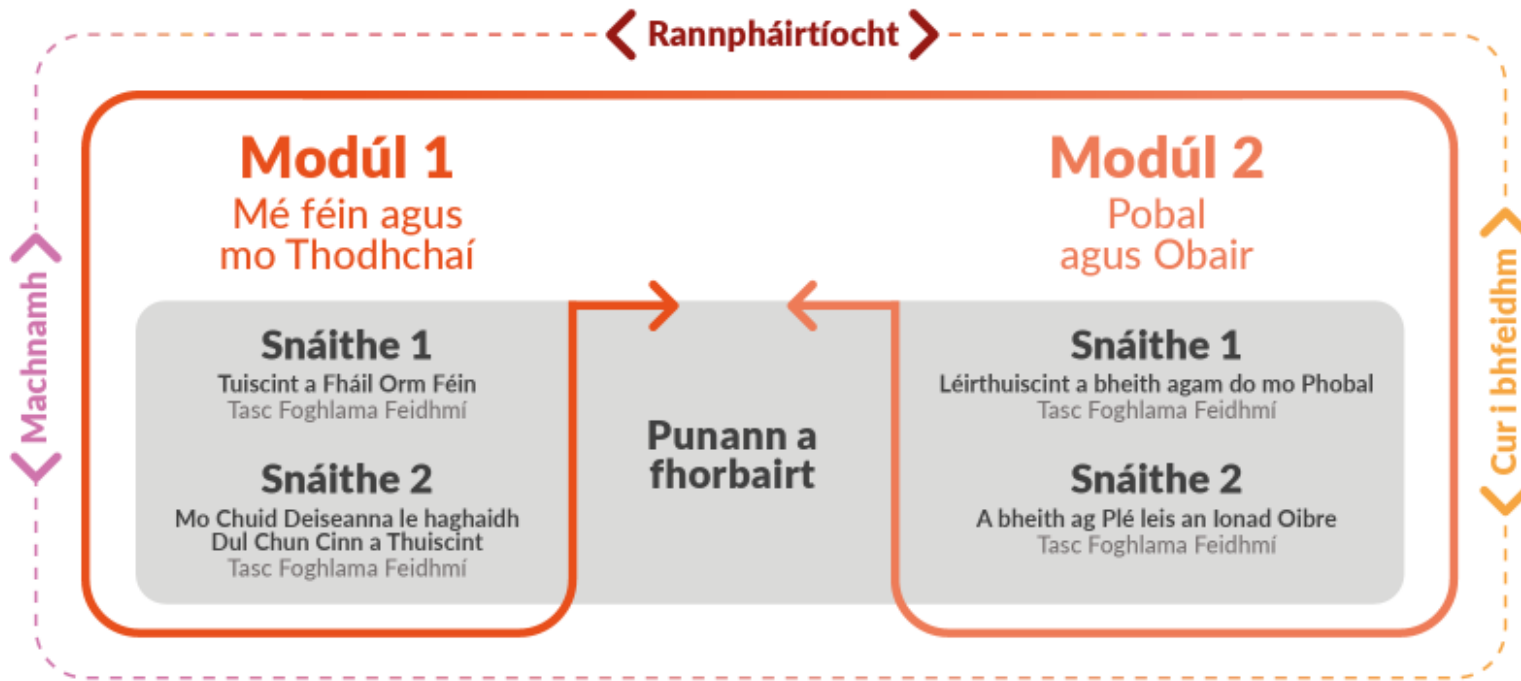 Rannpháirtíocht
Machnamh
Modúl 1
Mé féin agus
mo Thodhchaí
Snáithe 1
Tuiscint a Fháil Orm Féin
Tasc Foghlama Feidhmí
Snáithe 2
Mo Chuid Deiseanna le haghaidh
Dul Chun Cinn a Thuiscint
Tasc Foghlama Feidhmí
Punann a
fhorbairt
Modúl 2
Pobal
agus Obair
Snáithe 1
Léirthuiscint a bheith agam do mo Phobal
Tasc Foghlama Feidhmí
Snáithe 2
A bheith ag Plé leis an Ionad Oibre
Tasc Foghlama Feidhmí
Cur i bhfeidhm